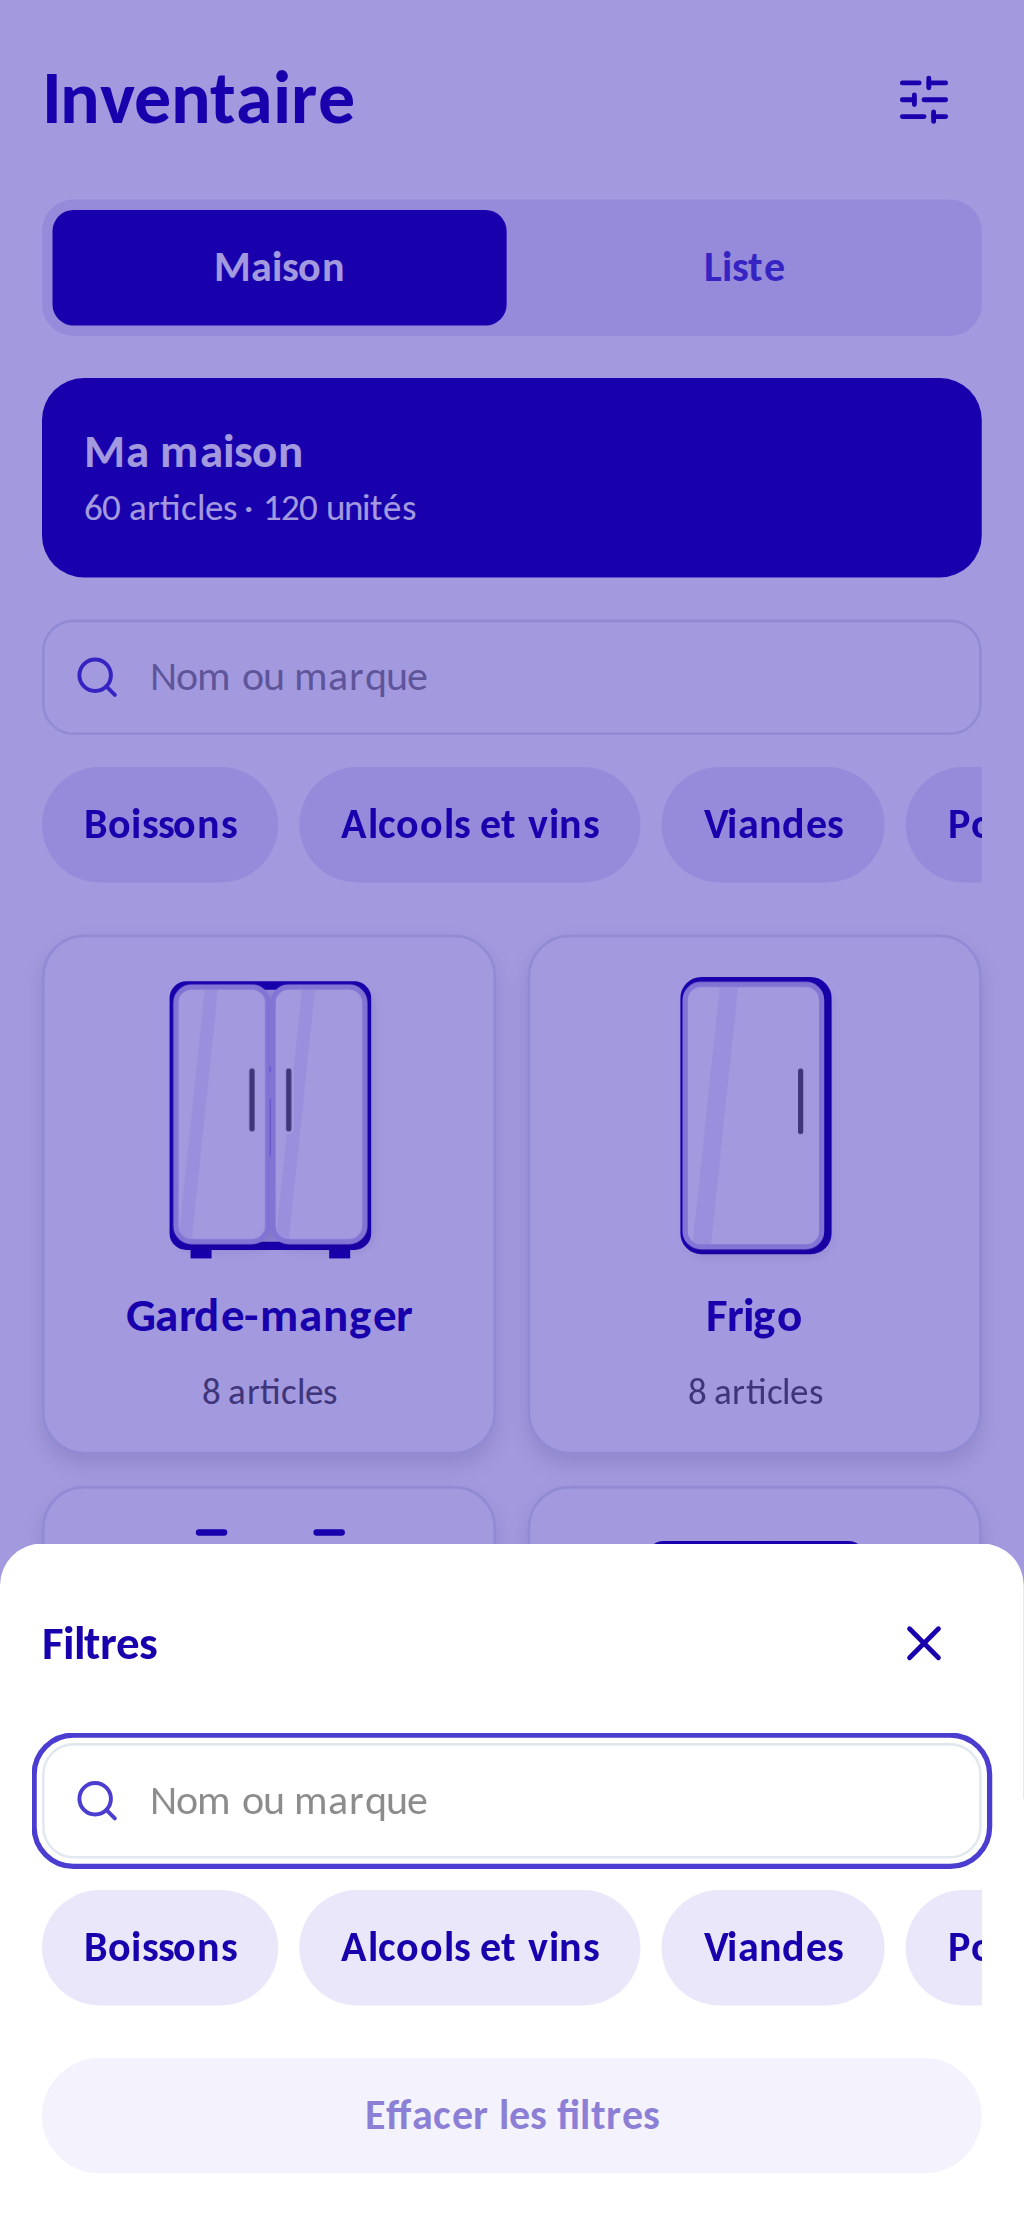 Inventaire
Maison
Liste
Ma maison
60 articles · 120 unités
Nom ou marque
Boissons
Alcools et vins
Viandes
Garde-manger
Frigo
8 articles
8 articles
Filtres
Nom ou marque
Boissons
Alcools et vins
Viandes
Effacer les filtres